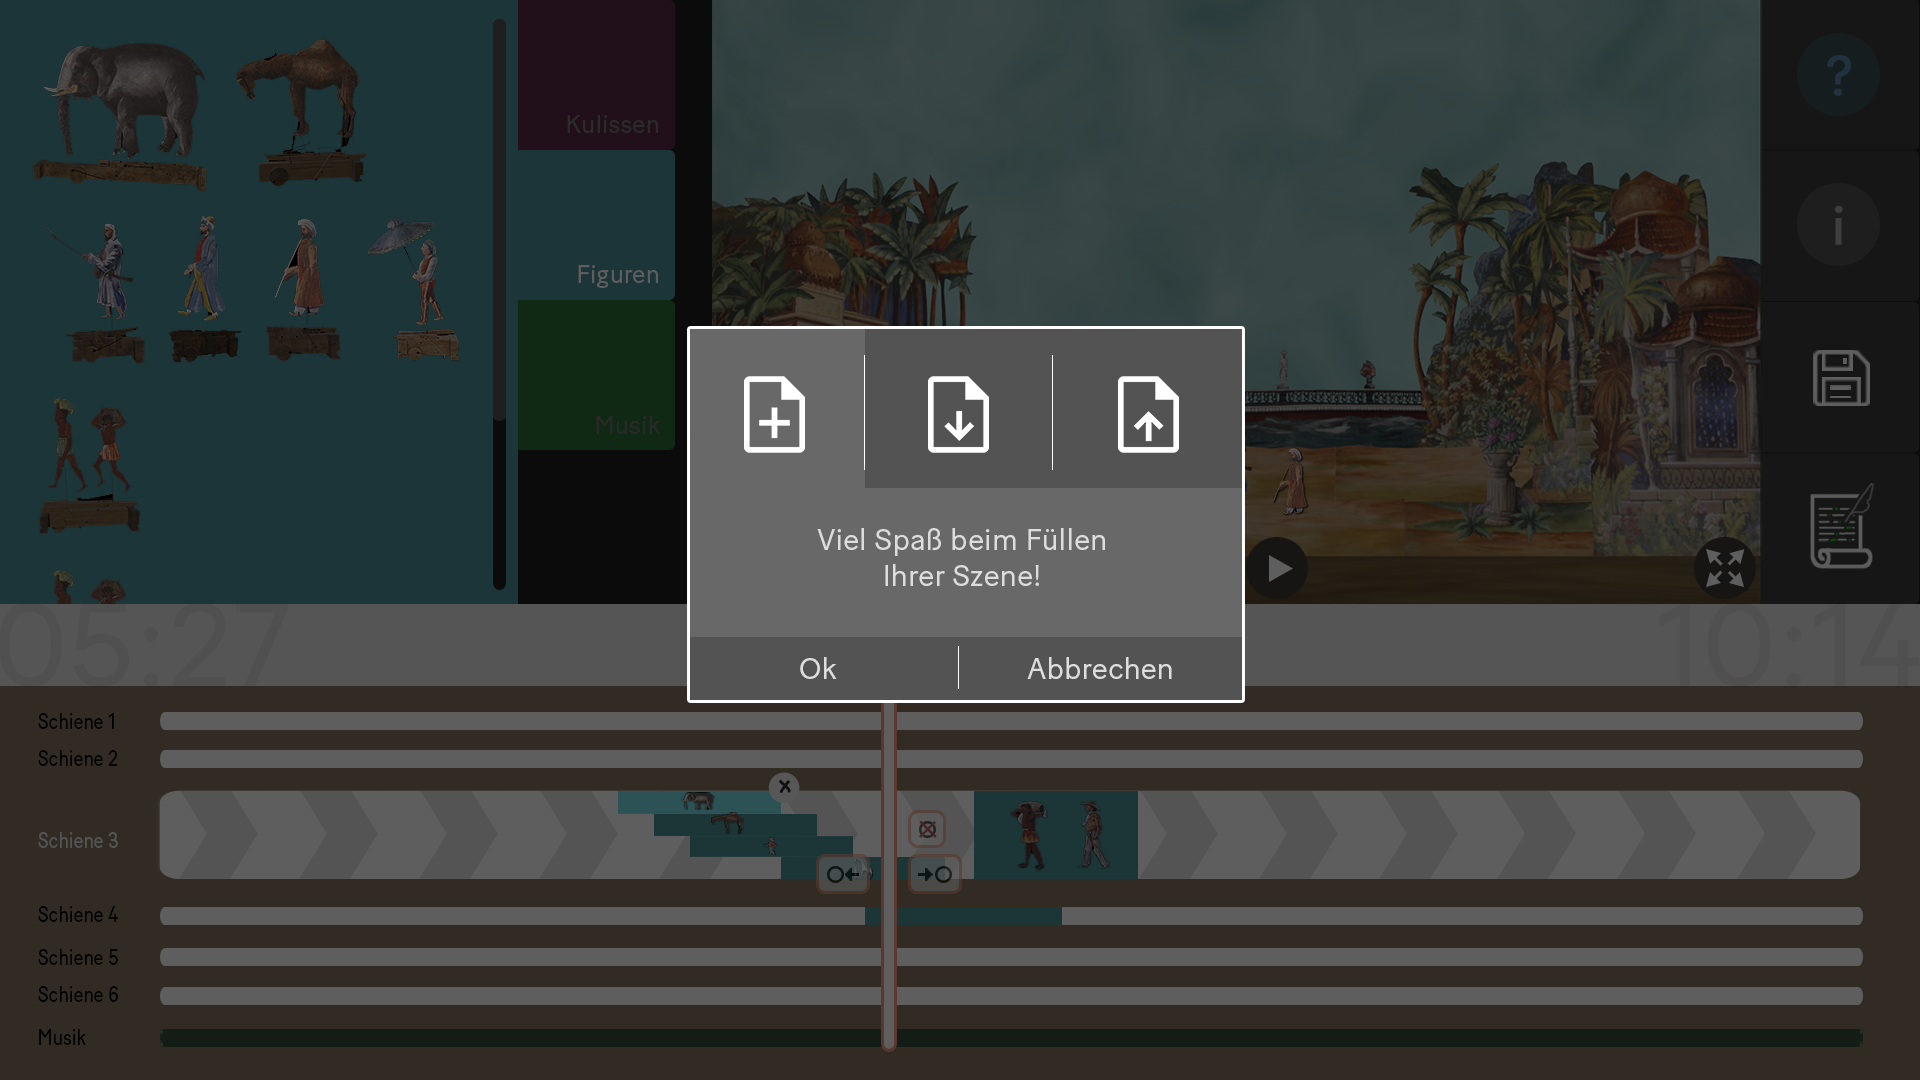 Kulissen
Figuren
Musik
?
i
Viel Spaß beim Füllen
Ihrer Szene!
Ok
Abbrechen
05:27
10:14
Schiene 1
Schiene 2
x
Schiene 3
Schiene 4
Schiene 5
Schiene 6
Musik